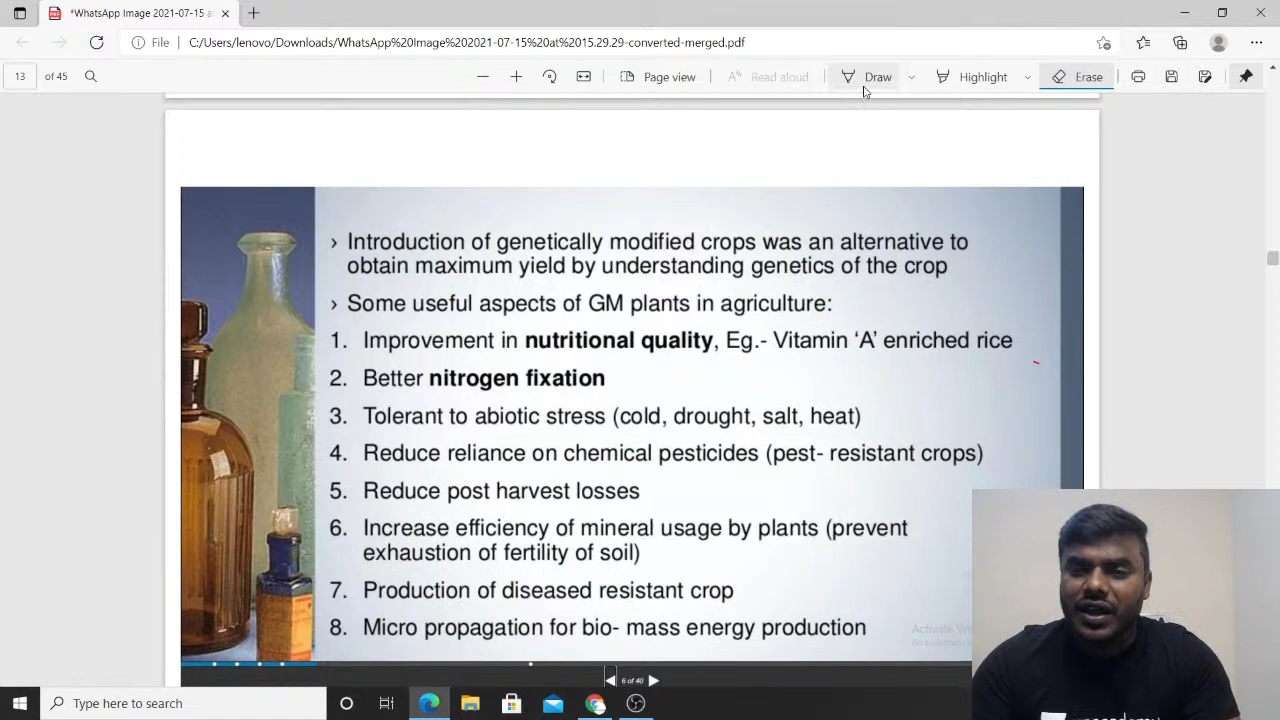 *WhatsApp Image 2021-07-15 a
File
C:/Users/lenovo/Downloads/WhatsApp%20Image%202021-07-15%20at%2015.29.29-converted-merged.pdf
13 of 45
Page view
Read aloud
Draw
Highlight
Erase
› Introduction of genetically modified crops was an alternative to
obtain maximum yield by understanding genetics of the crop
› Some useful aspects of GM plants in agriculture:
1. Improvement in nutritional quality, Eg.- Vitamin ‘A’ enriched rice
2. Better nitrogen fixation
3. Tolerant to abiotic stress (cold, drought, salt, heat)
4. Reduce reliance on chemical pesticides (pest- resistant crops)
5. Reduce post harvest losses
6. Increase efficiency of mineral usage by plants (prevent
exhaustion of fertility of soil)
7. Production of diseased resistant crop
8. Micro propagation for bio- mass energy production
Activate
6 of 40
Type here to search